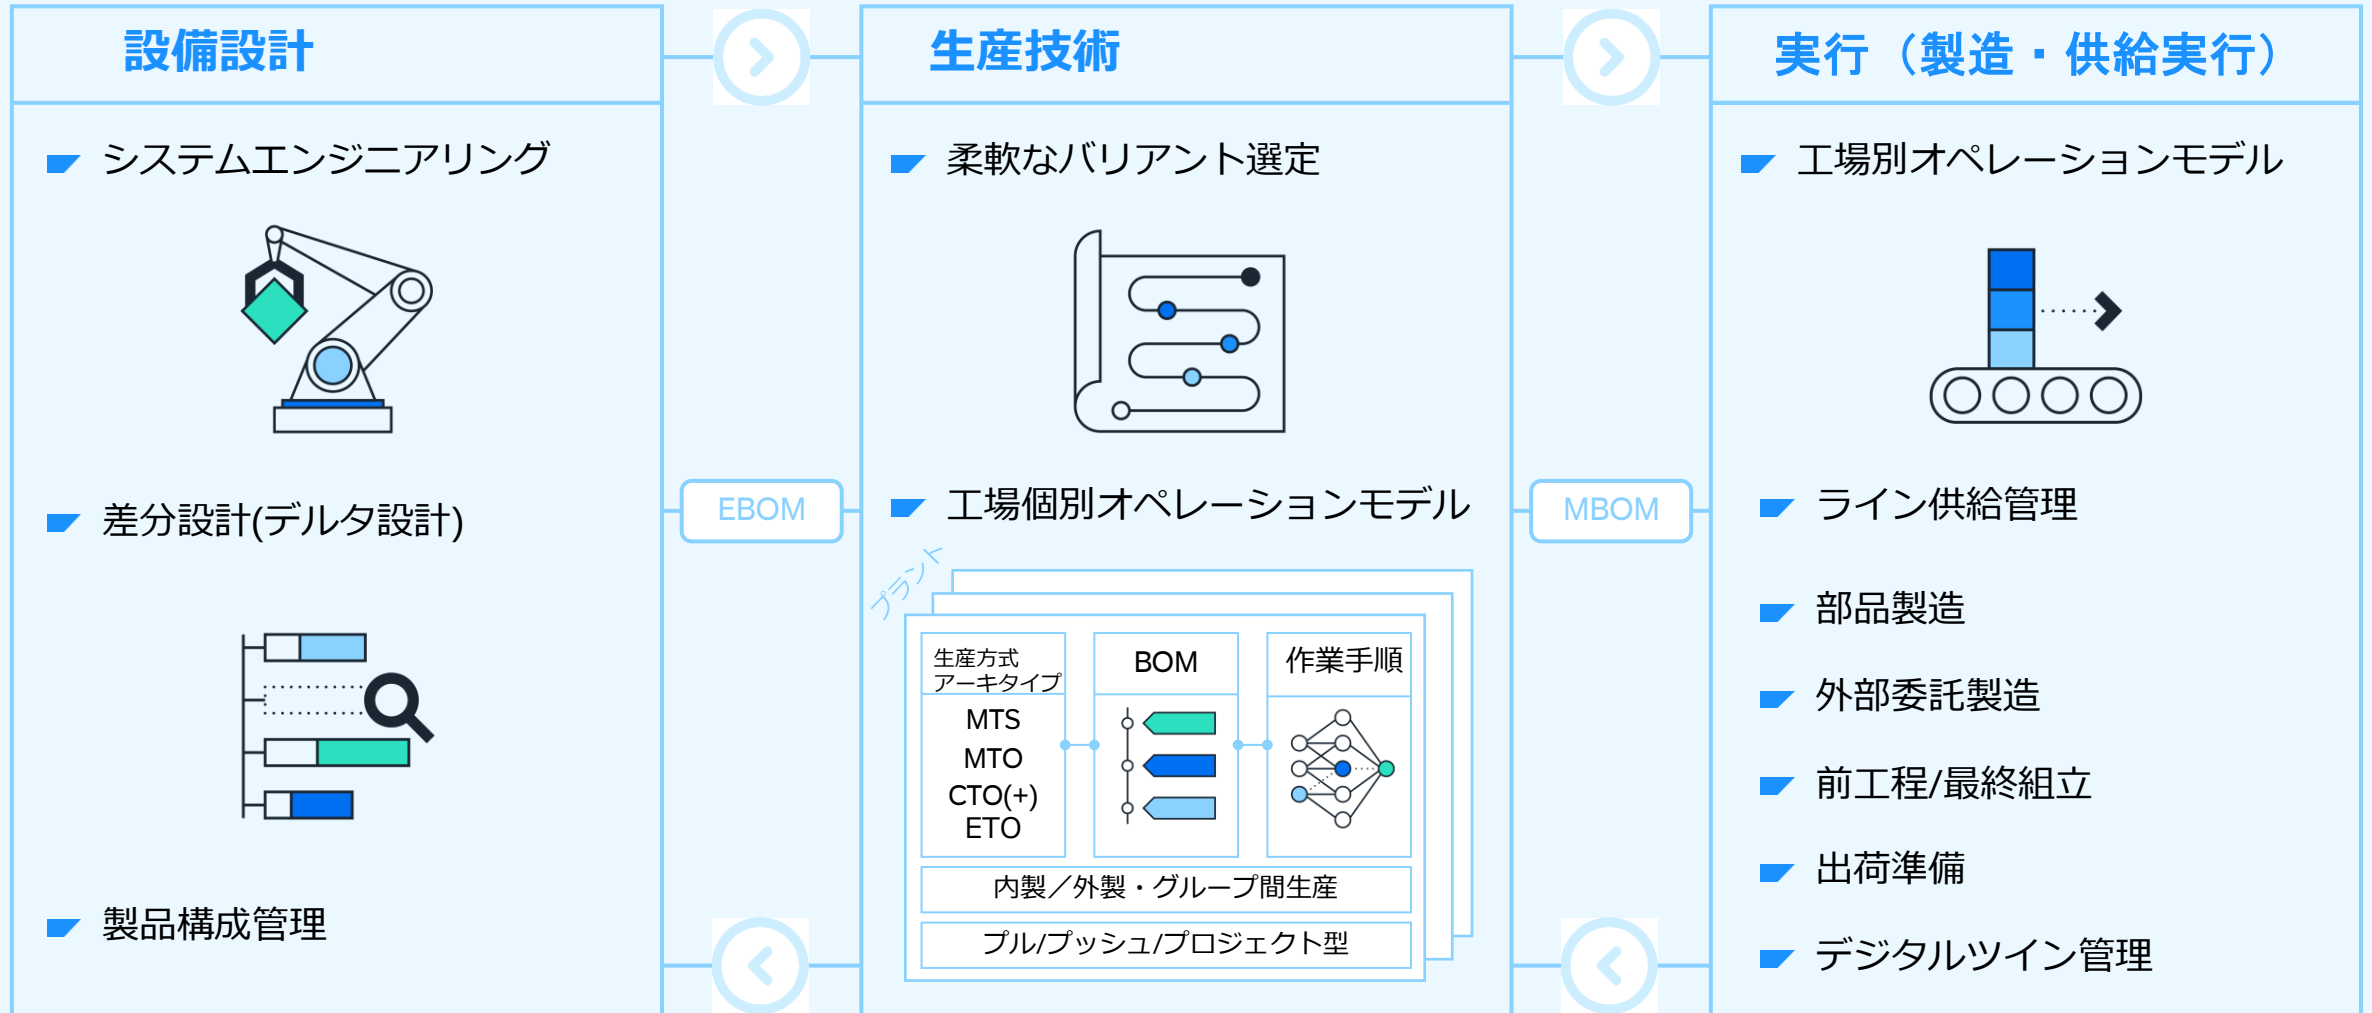 設備設計
システムエンジニアリング
差分設計(デルタ設計)
製品構成管理
EBOM
生産技術
柔軟なバリアント選定
工場個別オペレーションモデル
プラント
生産方式
アーキタイプ
MTS
MTO
CTO(+)
ETO
BOM
作業手順
内製／外製・グループ間生産
プル/プッシュ/プロジェクト型
MBOM
実行（製造・供給実行）
工場別オペレーションモデル
ライン供給管理
部品製造
外部委託製造
前工程/最終組立
出荷準備
デジタルツイン管理